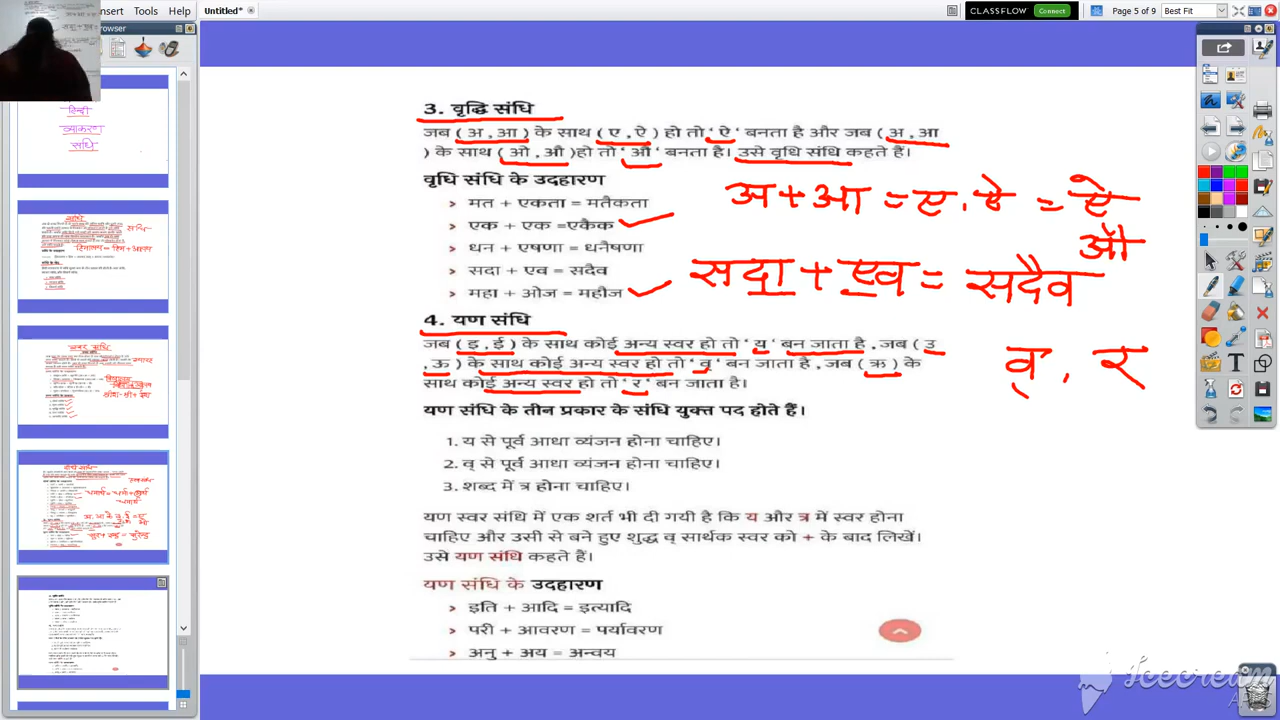 nsert Tools Help
Untitled*
CLASSFLOW Connect
Page 5 of 9
Best Fit
rowser
हिन्दी
व्याकरण
संधि
3. वृद्धि संधि
जब ( अ , आ ) के साथ ( ए , ऐ ) हो तो ' ऐ ' बनता है और जब ( अ , आ
) के साथ ( ओ , औ )हो तो ' औ ' बनता है। उसे वृधि संधि कहते हैं।
वृधि संधि के उदहारण
मत + एकता = मतैकता
एक + एक =एकैक
धन + एषणा = धनैषणा
सदा + एव = सदैव
महा + ओज = महौज
अ + आ = ए , ऐ = ऐ
औ
सदा + एव = सदैव
4. यण संधि
जब ( इ , ई ) के साथ कोई अन्य स्वर हो तो ' य ' बन जाता है , जब ( उ
, ऊ ) के साथ कोई अन्य स्वर हो तो ' व् ' बन जाता है , जब ( ऋ ) के
साथ कोई अन्य स्वर हो तो ' र ' बन जाता है।
व् , र
यण संधि के तीन प्रकार के संधि युक्त पद होते हैं।
1. य से पूर्व आधा व्यंजन होना चाहिए।
2. व् से पूर्व आधा व्यंजन होना चाहिए।
3. शब्द में त्र होना चाहिए।
यण स्वर संधि में एक शर्त भी दी गयी है कि य और त्र में स्वर होना
चाहिए और उसी से बने हुए शुद्ध व् सार्थक स्वर को + के बाद लिखें।
उसे यण संधि कहते हैं।
यण संधि के उदहारण
इति + आदि = इत्यादि
परी + आवरण = पर्यावरण
अनु + अय = अन्वय
Icecream
APPS